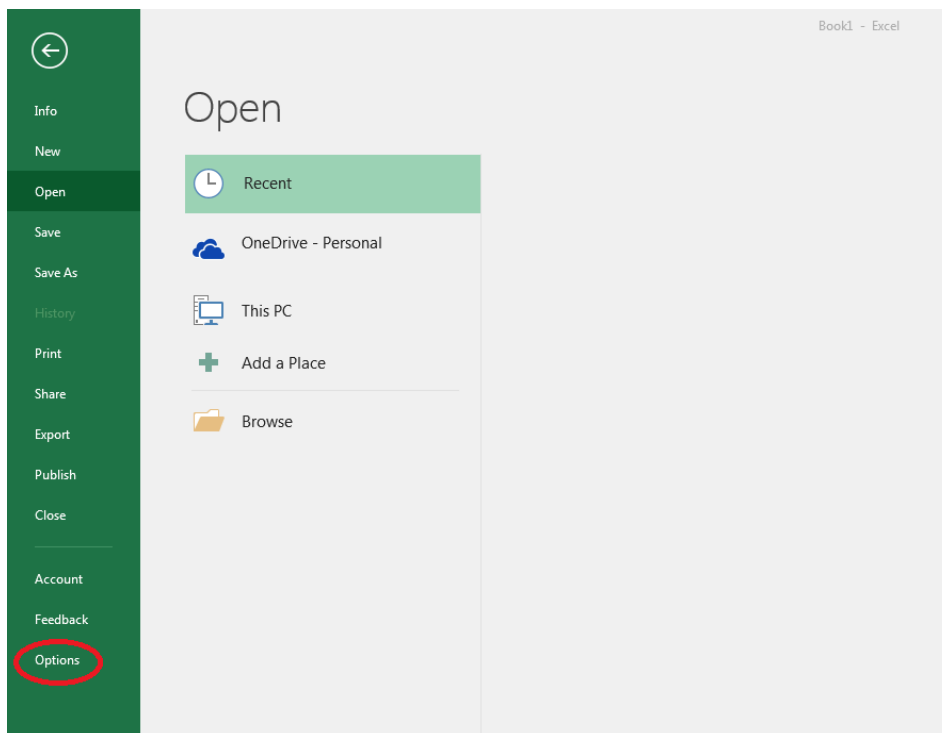 Book1 - Excel
Info
New
Open
Save
Save As
History
Print
Share
Export
Publish
Close
Account
Feedback
Options
Open
Recent
OneDrive - Personal
This PC
Add a Place
Browse